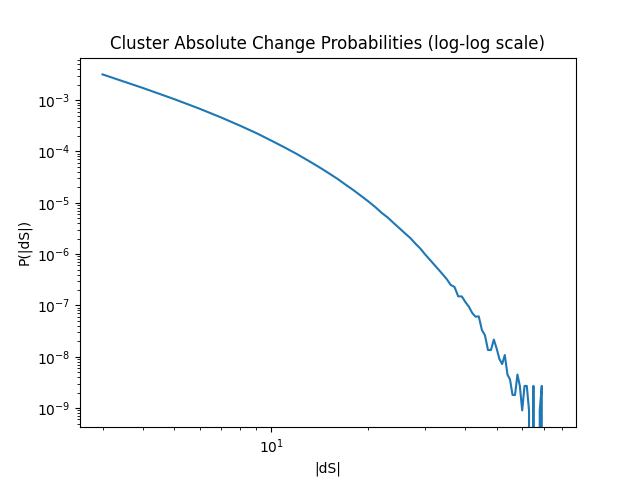 Cluster Absolute Change Probabilities (log-log scale)
P(|dS|)
10⁻³
10⁻⁴
10⁻⁵
10⁻⁶
10⁻⁷
10⁻⁸
10⁻⁹
10¹
|dS|